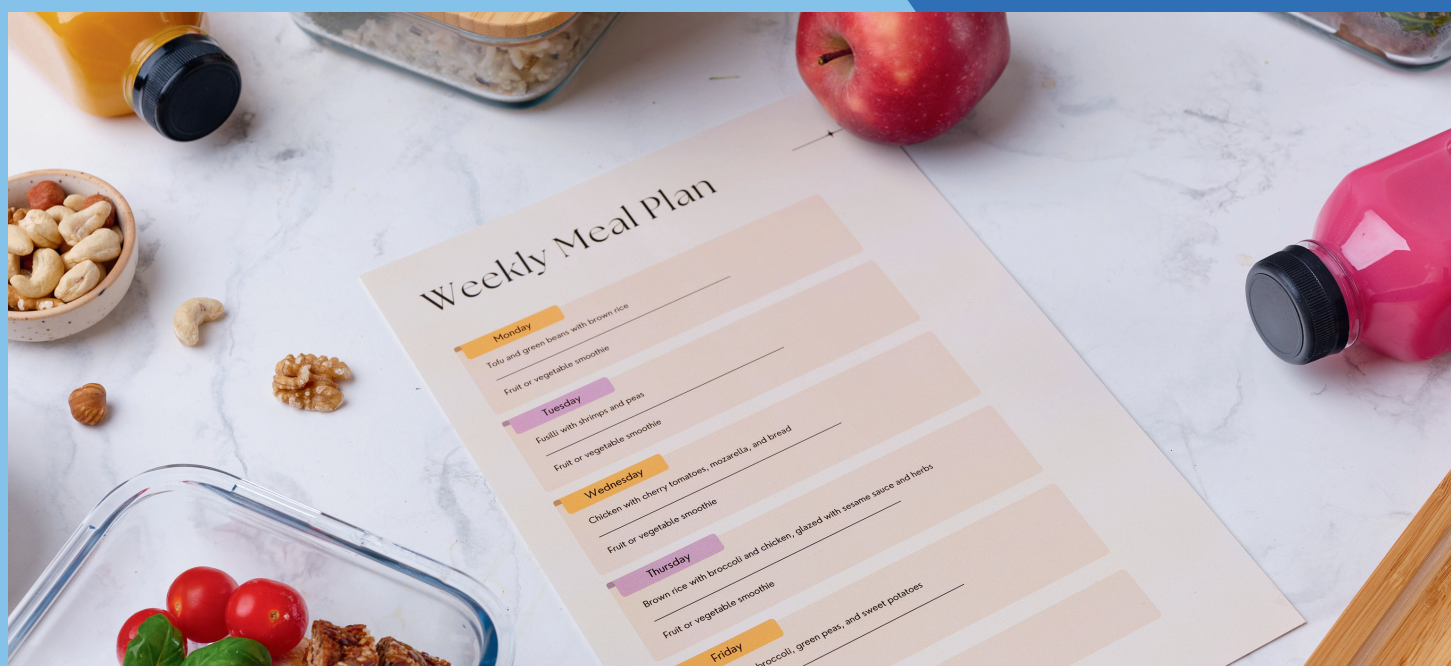 Weekly Meal Plan
Monday
Tofu and green beans with brown rice
Fruit or vegetable smoothie
Tuesday
Fusilli with shrimps and peas
Fruit or vegetable smoothie
Wednesday
Chicken with cherry tomatoes, mozarella, and bread
Fruit or vegetable smoothie
Thursday
Brown rice with broccoli and chicken, glazed with sesame sauce and herbs
Fruit or vegetable smoothie
Friday
broccoli, green peas, and sweet potatoes